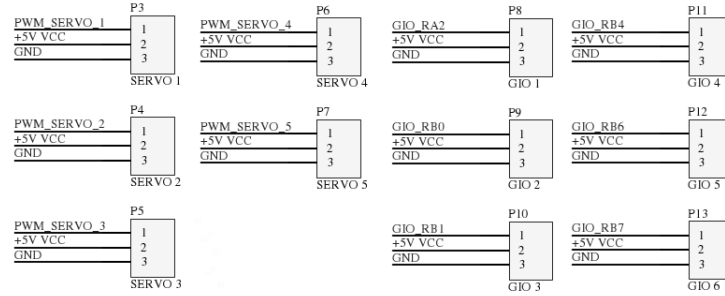 P3
PWM_SERVO_1 1
+5V VCC 2
GND 3
SERVO 1
P6
PWM_SERVO_4 1
+5V VCC 2
GND 3
SERVO 4
P8
GIO_RA2 1
+5V VCC 2
GND 3
GIO 1
P11
GIO_RB4 1
+5V VCC 2
GND 3
GIO 4
P4
PWM_SERVO_2 1
+5V VCC 2
GND 3
SERVO 2
P7
PWM_SERVO_5 1
+5V VCC 2
GND 3
SERVO 5
P9
GIO_RB0 1
+5V VCC 2
GND 3
GIO 2
P12
GIO_RB6 1
+5V VCC 2
GND 3
GIO 5
P5
PWM_SERVO_3 1
+5V VCC 2
GND 3
SERVO 3
P10
GIO_RB1 1
+5V VCC 2
GND 3
GIO 3
P13
GIO_RB7 1
+5V VCC 2
GND 3
GIO 6